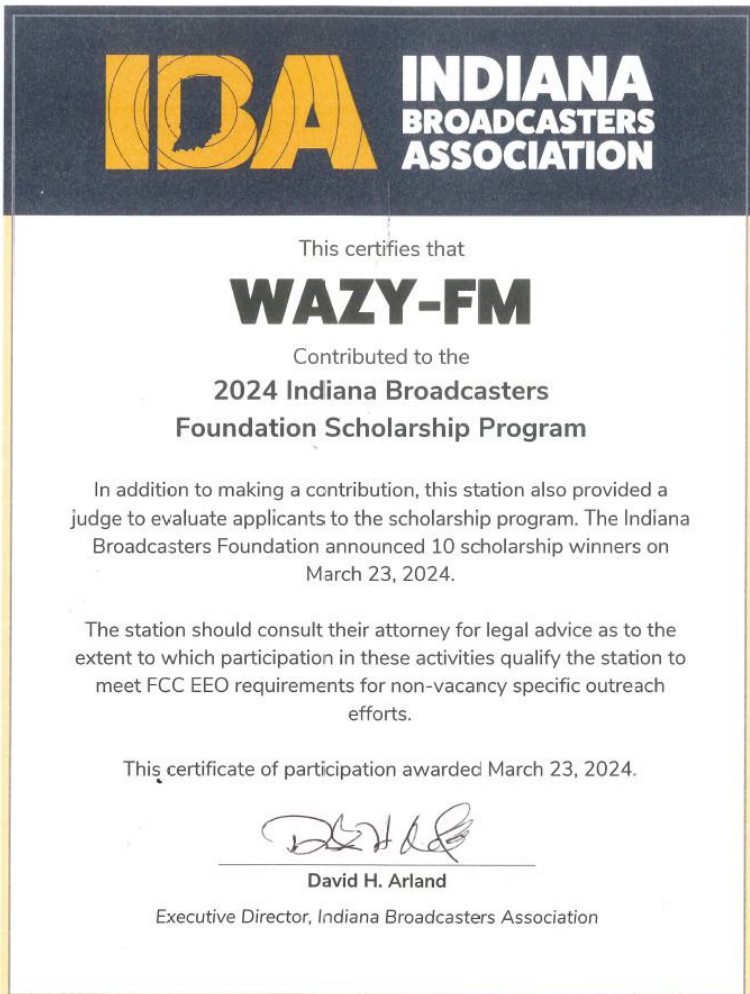 IBA
INDIANA
BROADCASTERS
ASSOCIATION
This certifies that
WAZY-FM
Contributed to the
2024 Indiana Broadcasters
Foundation Scholarship Program
In addition to making a contribution, this station also provided a
judge to evaluate applicants to the scholarship program. The Indiana
Broadcasters Foundation announced 10 scholarship winners on
March 23, 2024.
The station should consult their attorney for legal advice as to the
extent to which participation in these activities qualify the station to
meet FCC EEO requirements for non-vacancy specific outreach
efforts.
This certificate of participation awarded March 23, 2024.
David H. Arland
Executive Director, Indiana Broadcasters Association